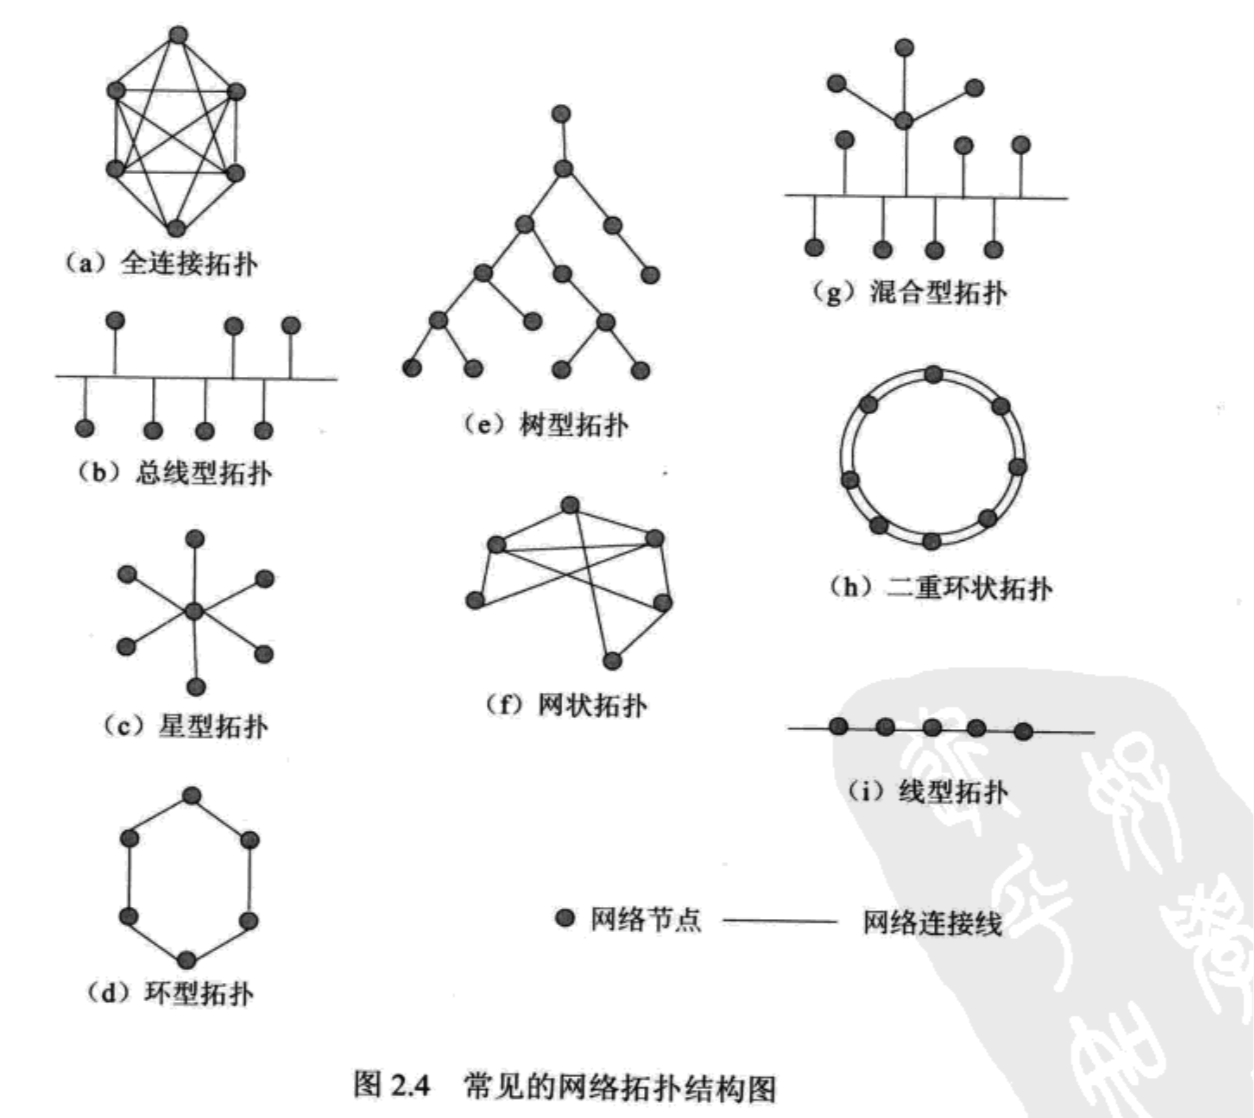 (a)全连接拓扑
(b)总线型拓扑
(c)星型拓扑
(d)环型拓扑
(e)树型拓扑
(f)网状拓扑
(g)混合型拓扑
(h)二重环状拓扑
(i)线型拓扑
网络节点 网络连接线
图 2.4 常见的网络拓扑结构图